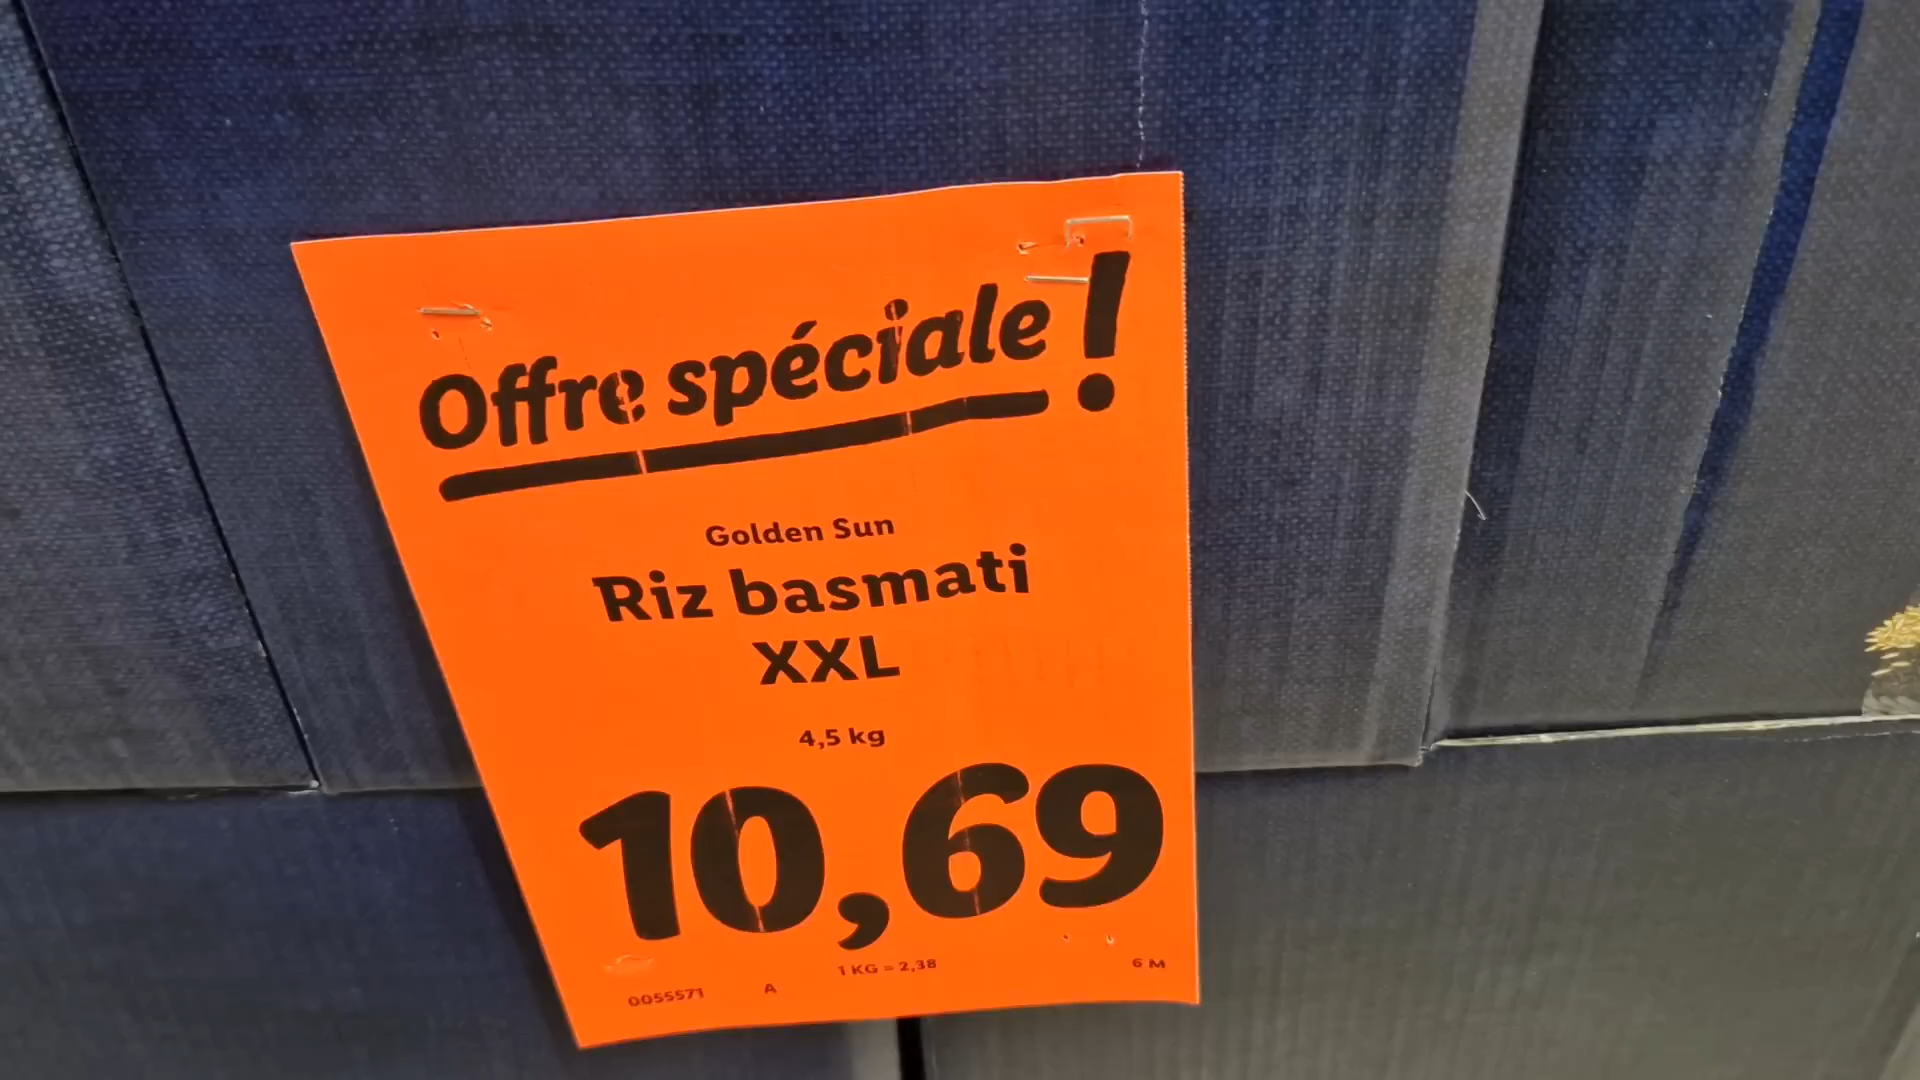 Offre spéciale!
Golden Sun
Riz basmati
XXL
4,5 kg
10,69
1 KG = 2,38
6 M
0055571 A